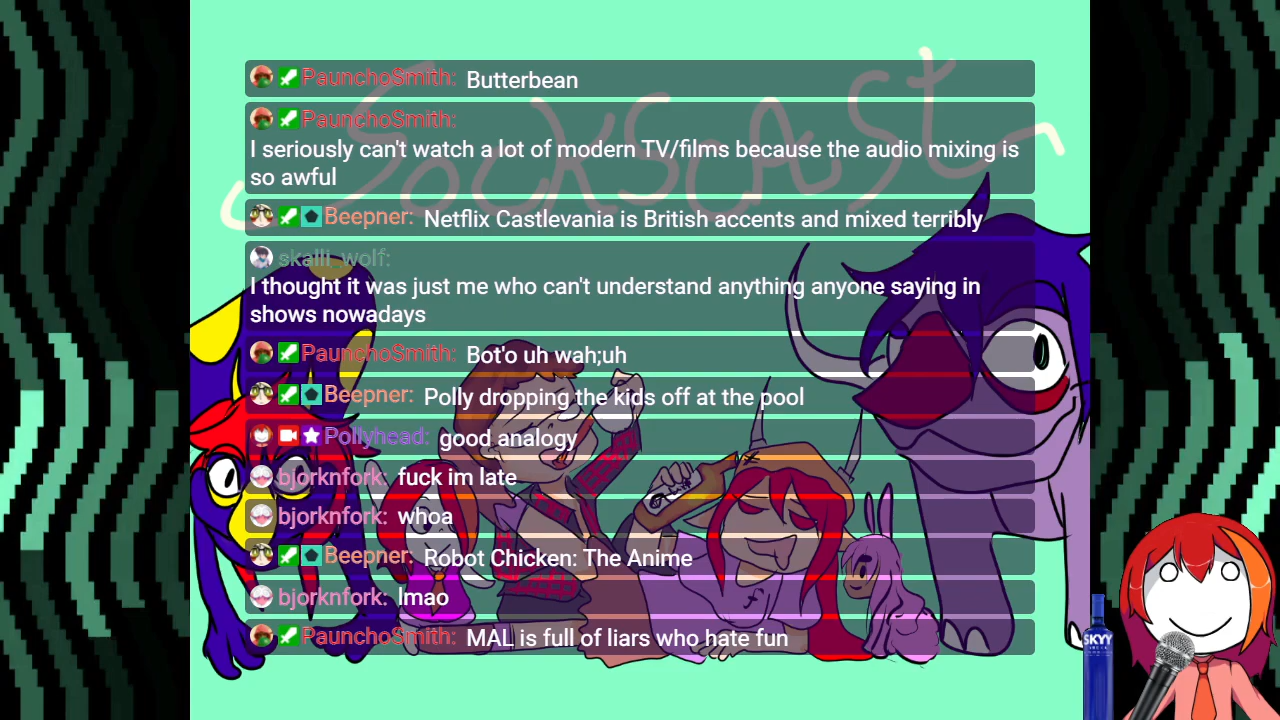 SOCKSCAST
PaunchoSmith: Butterbean
PaunchoSmith:
I seriously can't watch a lot of modern TV/films because the audio mixing is
so awful
Beepner: Netflix Castlevania is British accents and mixed terribly
skalli_wolf:
I thought it was just me who can't understand anything anyone saying in
shows nowadays
PaunchoSmith: Bot'o uh wah;uh
Beepner: Polly dropping the kids off at the pool
Pollyhead: good analogy
bjorknfork: fuck im late
bjorknfork: whoa
Beepner: Robot Chicken: The Anime
bjorknfork: lmao
PaunchoSmith: MAL is full of liars who hate fun
SKYY